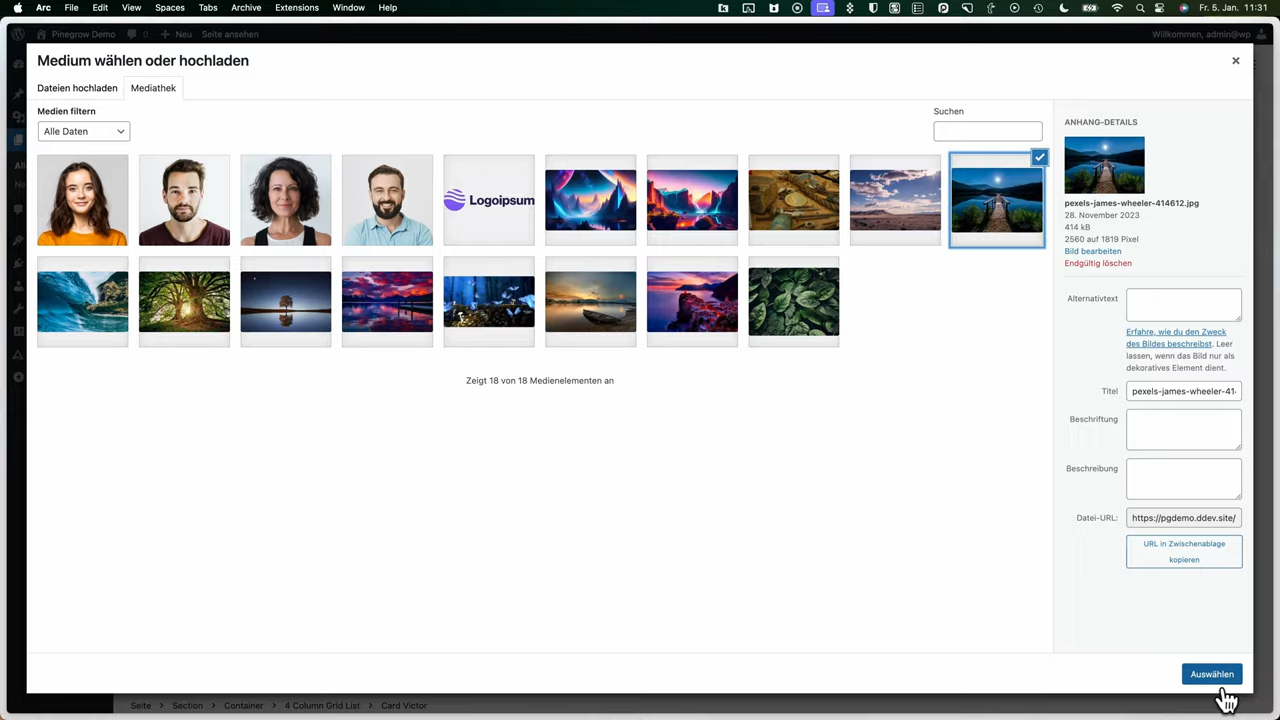 Arc File Edit View Spaces Tabs Archive Extensions Window Help Fr. 5. Jan. 11:31
Pinegrow Demo 0 Neu Seite ansehen Willkommen, admin@wp
Medium wählen oder hochladen
Dateien hochladen Mediathek
Medien filtern
Alle Daten
Suchen
Logoipsum
Zeigt 18 von 18 Medienelementen an
ANHANG-DETAILS
pexels-james-wheeler-414612.jpg
28. November 2023
414 kB
2560 auf 1819 Pixel
Bild bearbeiten
Endgültig löschen
Alternativtext
Erfahre, wie du den Zweck
des Bildes beschreibst. Leer
lassen, wenn das Bild nur als
dekoratives Element dient.
Titel pexels-james-wheeler-41
Beschriftung
Beschreibung
Datei-URL: https://pgdemo.ddev.site/
URL in Zwischenablage
kopieren
Auswählen
Seite Section Container 4 Column Grid List Card Victor